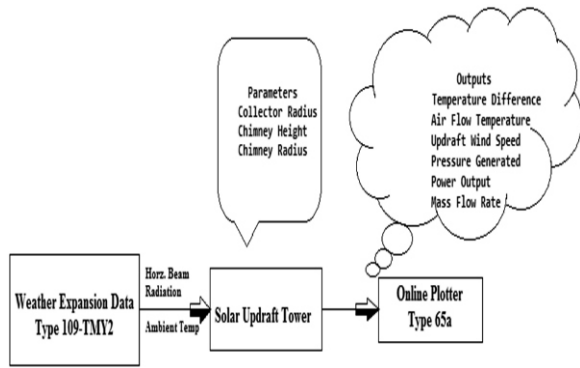 Parameters
Collector Radius
Chimney Height
Chimney Radius
Outputs
Temperature Difference
Air Flow Temperature
Updraft Wind Speed
Pressure Generated
Power Output
Mass Flow Rate
Weather Expansion Data
Type 109-TMY2
Horz. Beam
Radiation
Ambient Temp
Solar Updraft Tower
Online Plotter
Type 65a